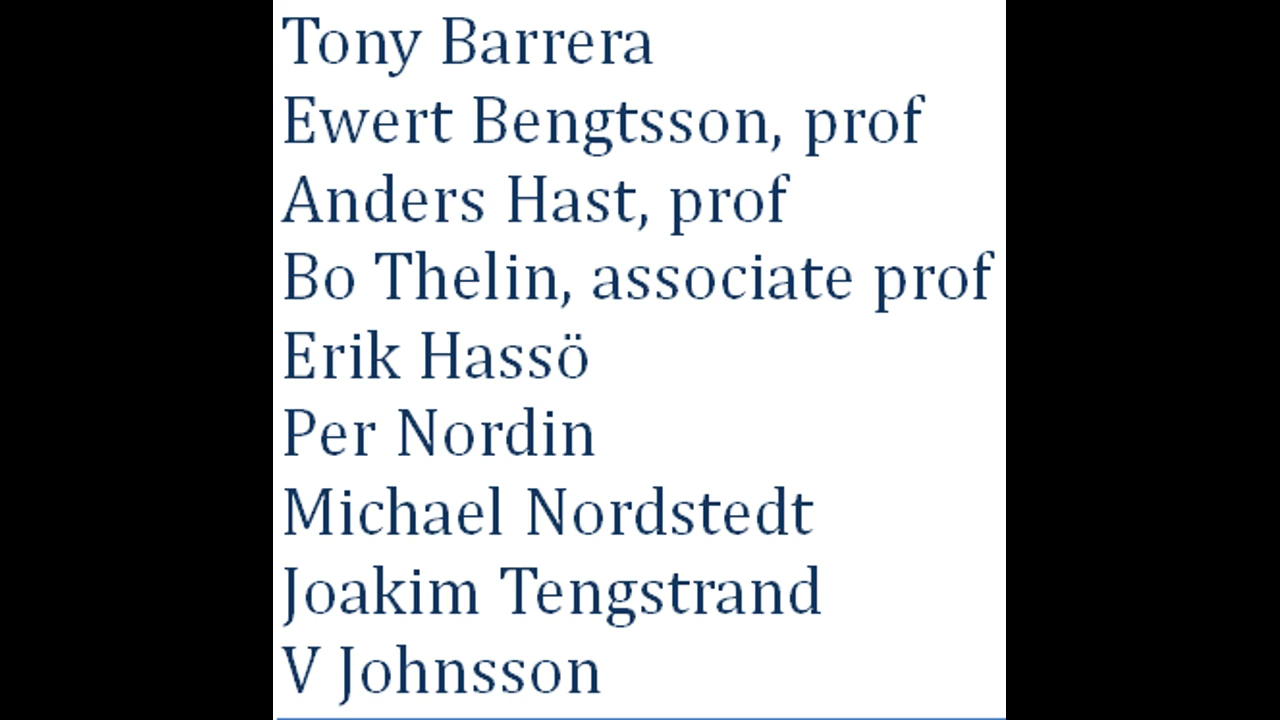 Tony Barrera
Ewert Bengtsson, prof
Anders Hast, prof
Bo Thelin, associate prof
Erik Hassö
Per Nordin
Michael Nordstedt
Joakim Tengstrand
V Johnsson